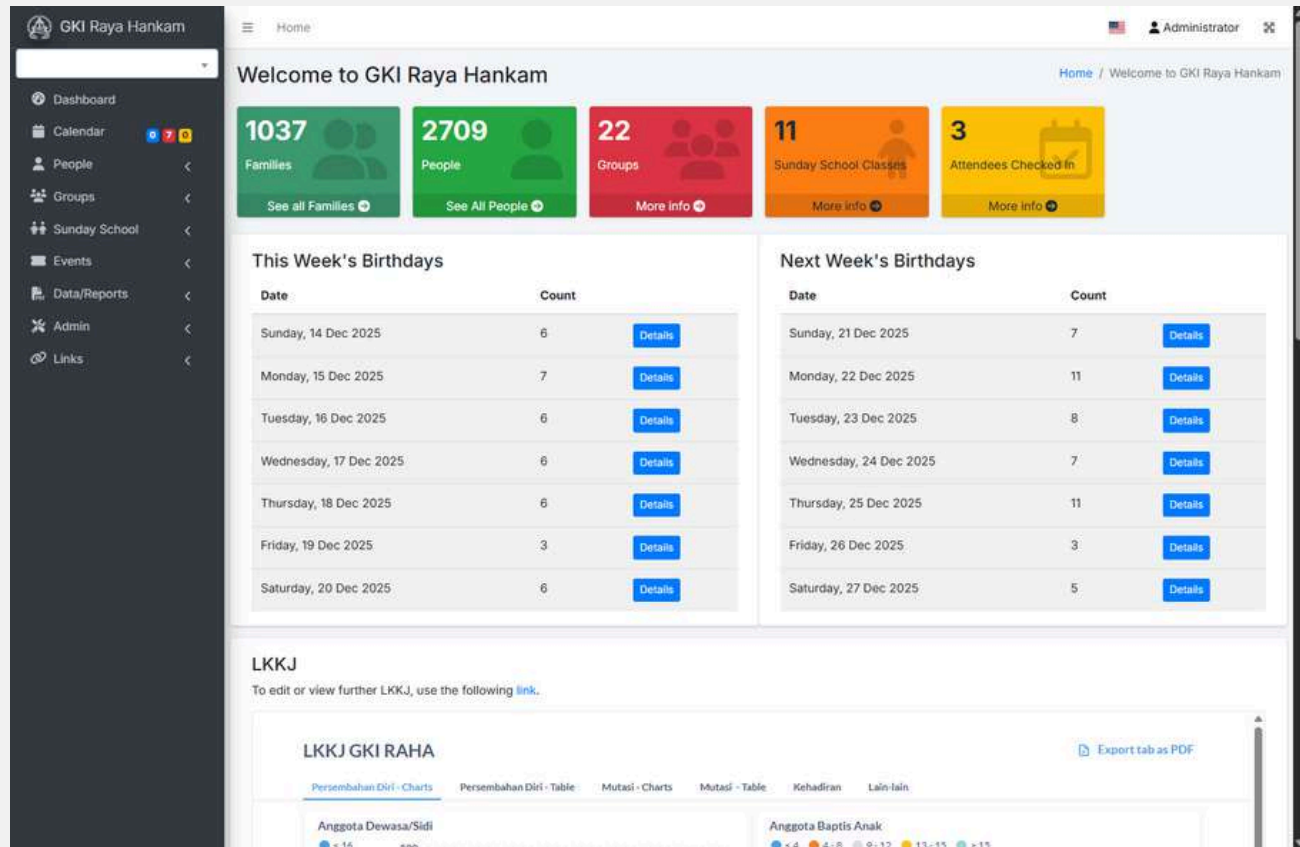 GKI Raya Hankam
Home
Administrator
Dashboard
Calendar 0 7 0
People
Groups
Sunday School
Events
Data/Reports
Admin
Links
Welcome to GKI Raya Hankam
Home / Welcome to GKI Raya Hankam
1037
Families
See all Families
2709
People
See All People
22
Groups
More info
11
Sunday School Classes
More info
3
Attendees Checked In
More info
This Week's Birthdays
Date Count
Sunday, 14 Dec 2025 6 Details
Monday, 15 Dec 2025 7 Details
Tuesday, 16 Dec 2025 6 Details
Wednesday, 17 Dec 2025 6 Details
Thursday, 18 Dec 2025 6 Details
Friday, 19 Dec 2025 3 Details
Saturday, 20 Dec 2025 6 Details
Next Week's Birthdays
Date Count
Sunday, 21 Dec 2025 7 Details
Monday, 22 Dec 2025 11 Details
Tuesday, 23 Dec 2025 8 Details
Wednesday, 24 Dec 2025 7 Details
Thursday, 25 Dec 2025 11 Details
Friday, 26 Dec 2025 3 Details
Saturday, 27 Dec 2025 5 Details
LKKJ
To edit or view further LKKJ, use the following link.
LKKJ GKI RAHA
Export tab as PDF
Persembahan Diri - Charts Persembahan Diri - Table Mutasi - Charts Mutasi - Table Kehadiran Lain-lain
Anggota Dewasa/Sidi
< 16
Anggota Baptis Anak
< 4 4-8 9-12 13-15 >15